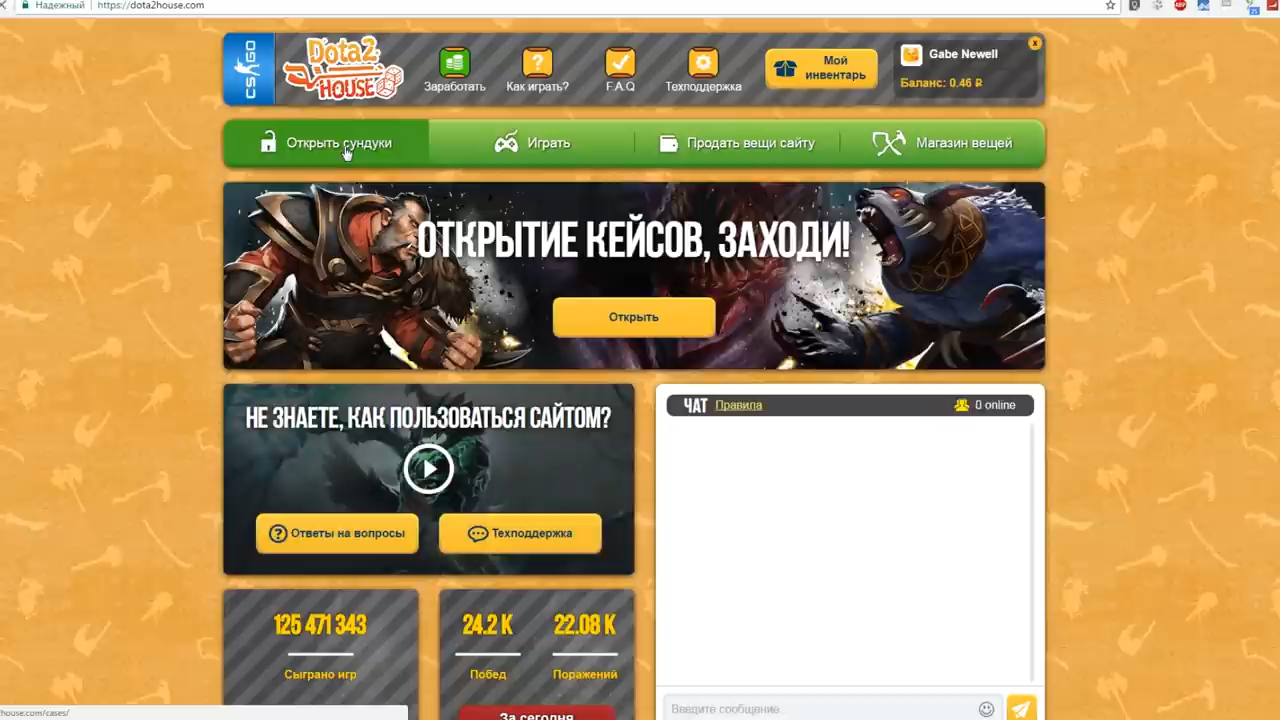 Надежный
https://dota2house.com
CS:GO
Dota2
HOUSE
Заработать
Как играть?
F.A.Q
Техподдержка
Мой
инвентарь
Gabe Newell
x
Баланс: 0.46 ₽
Открыть сундуки
Играть
Продать вещи сайту
Магазин вещей
ОТКРЫТИЕ КЕЙСОВ, ЗАХОДИ!
Открыть
НЕ ЗНАЕТЕ, КАК ПОЛЬЗОВАТЬСЯ САЙТОМ?
Ответы на вопросы
Техподдержка
ЧАТ Правила
0 online
125 471 343
Сыграно игр
24.2 K
Побед
22.08 K
Поражений
За сегодня
Введите сообщение
house.com/cases/